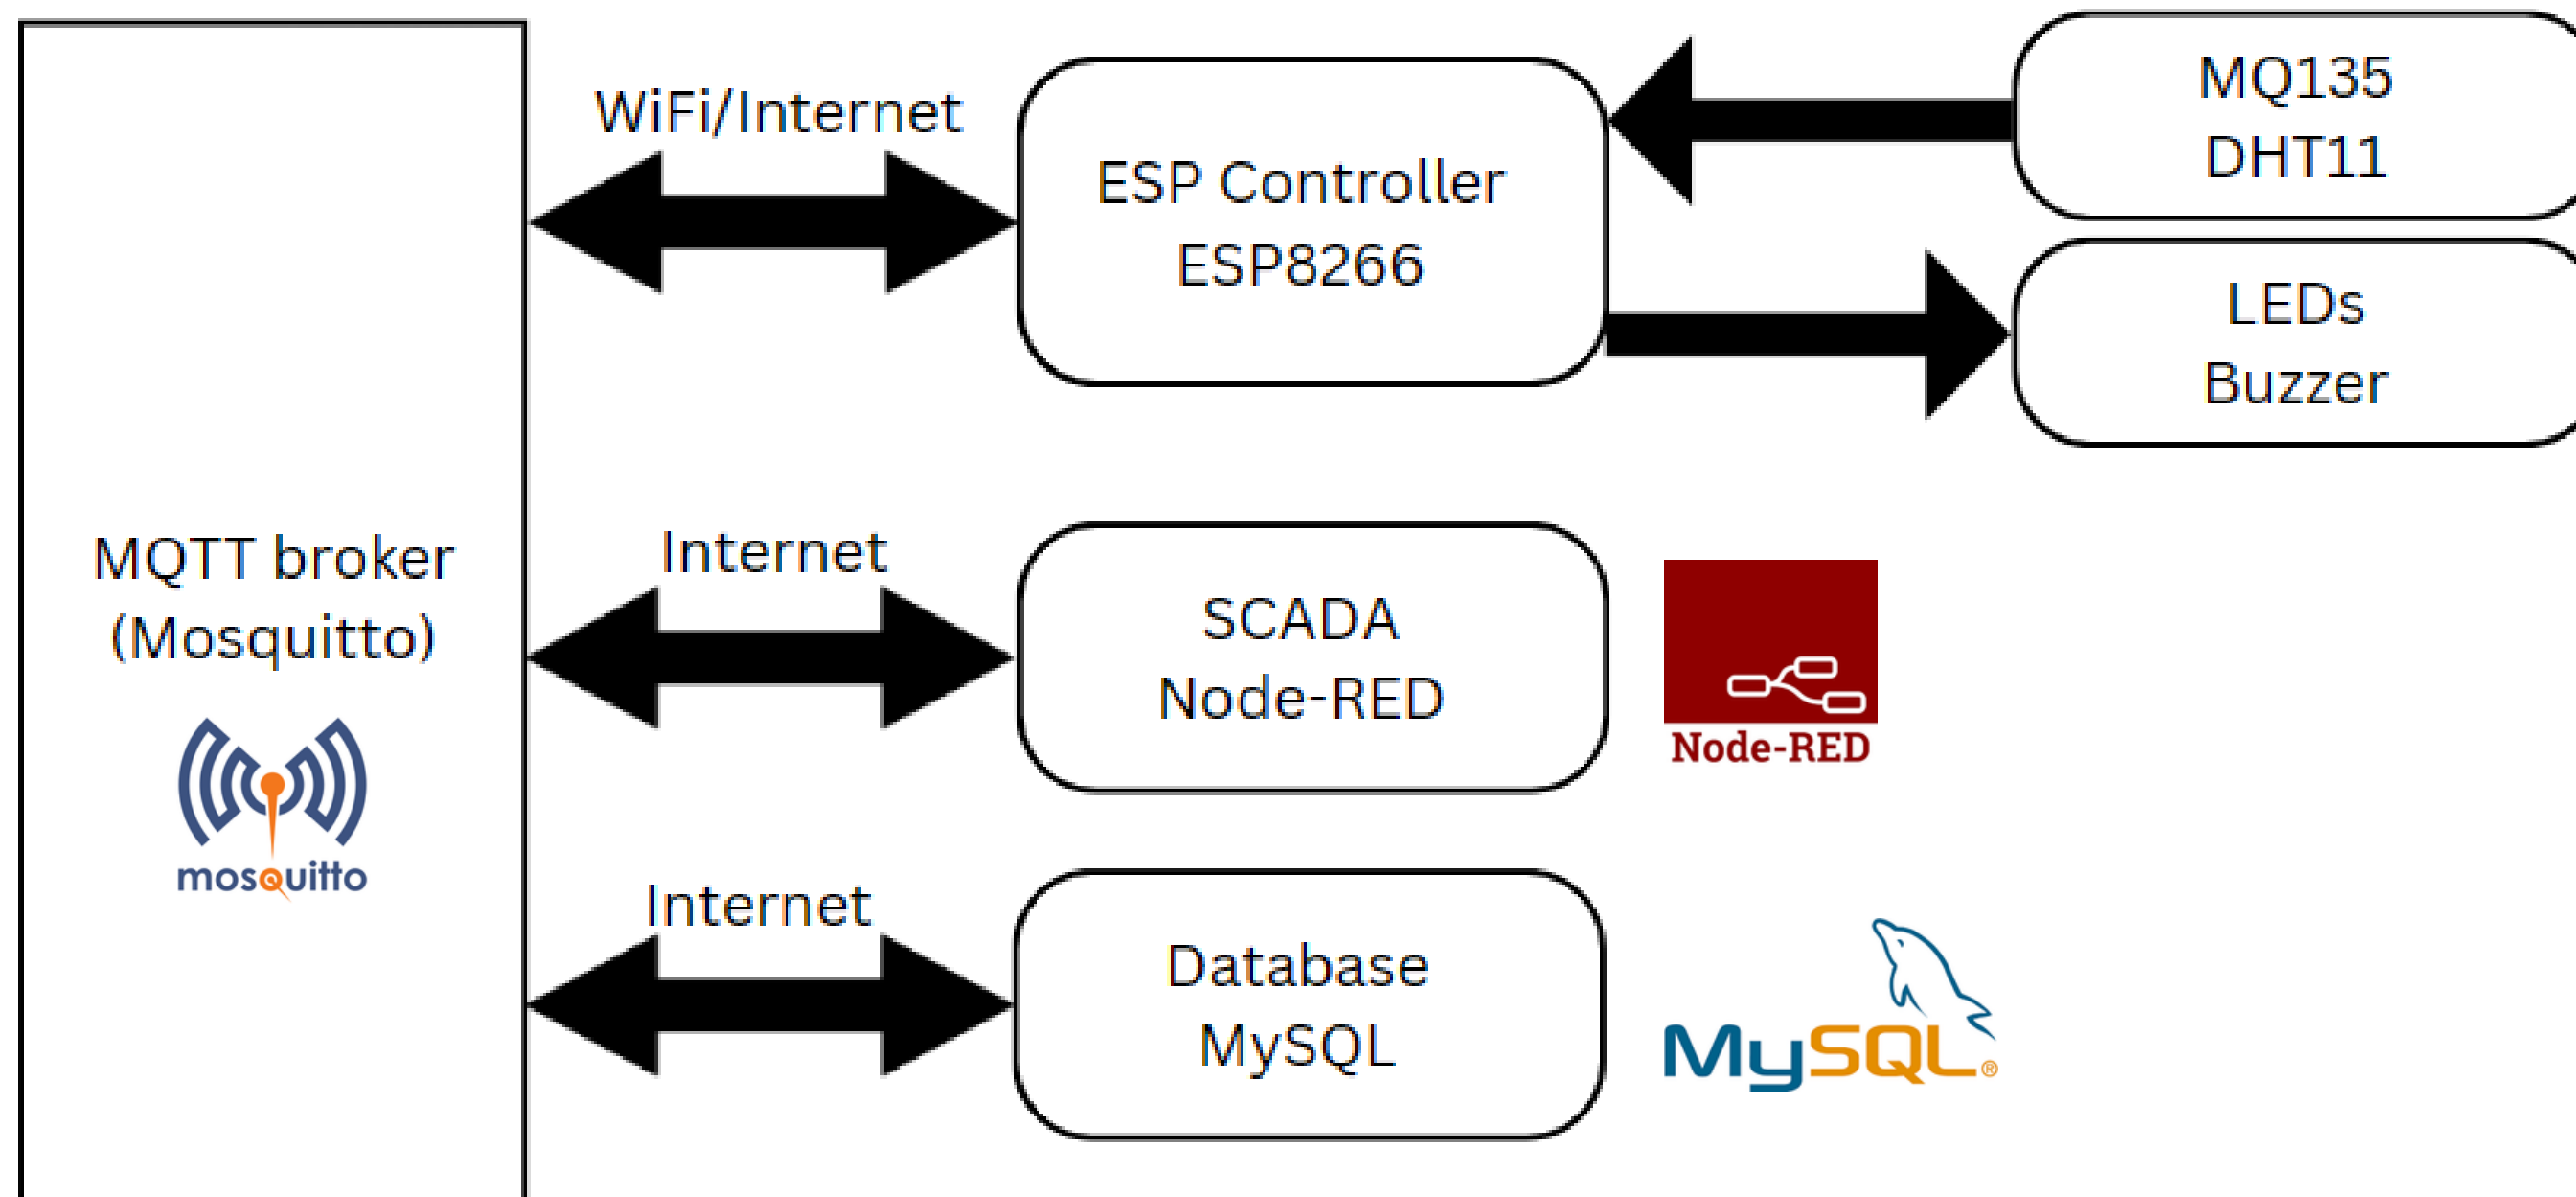 MQTT broker
(Mosquitto)
mosquitto
WiFi/Internet
ESP Controller
ESP8266
MQ135
DHT11
LEDs
Buzzer
Internet
SCADA
Node-RED
Node-RED
Internet
Database
MySQL
MySQL®